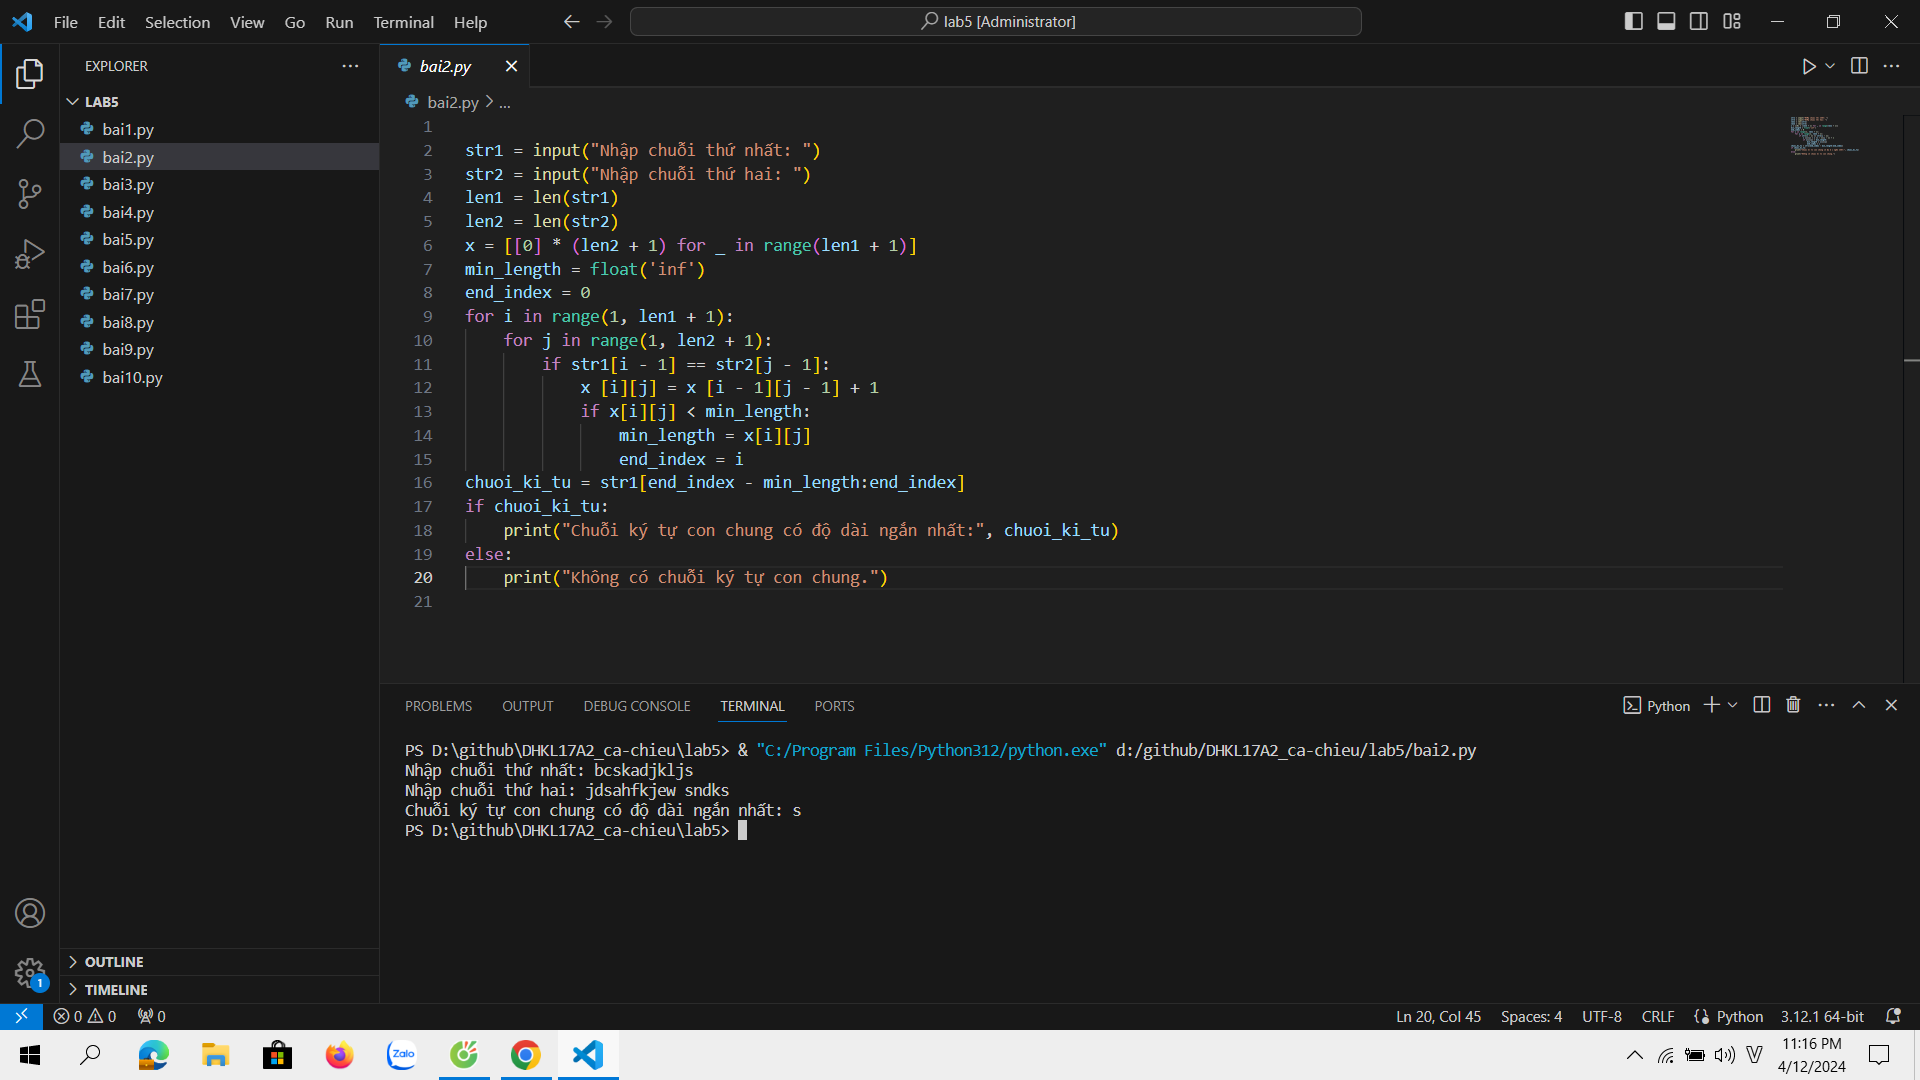 File Edit Selection View Go Run Terminal Help
lab5 [Administrator]
EXPLORER
LAB5
bai1.py
bai2.py
bai3.py
bai4.py
bai5.py
bai6.py
bai7.py
bai8.py
bai9.py
bai10.py
OUTLINE
TIMELINE
bai2.py
bai2.py > ...
1
2 str1 = input("Nhập chuỗi thứ nhất: ")
3 str2 = input("Nhập chuỗi thứ hai: ")
4 len1 = len(str1)
5 len2 = len(str2)
6 x = [[0] * (len2 + 1) for _ in range(len1 + 1)]
7 min_length = float('inf')
8 end_index = 0
9 for i in range(1, len1 + 1):
10     for j in range(1, len2 + 1):
11         if str1[i - 1] == str2[j - 1]:
12             x [i][j] = x [i - 1][j - 1] + 1
13             if x[i][j] < min_length:
14                 min_length = x[i][j]
15                 end_index = i
16 chuoi_ki_tu = str1[end_index - min_length:end_index]
17 if chuoi_ki_tu:
18     print("Chuỗi ký tự con chung có độ dài ngắn nhất:", chuoi_ki_tu)
19 else:
20     print("Không có chuỗi ký tự con chung.")
21
PROBLEMS OUTPUT DEBUG CONSOLE TERMINAL PORTS
Python
PS D:\github\DHKL17A2_ca-chieu\lab5> & "C:/Program Files/Python312/python.exe" d:/github/DHKL17A2_ca-chieu/lab5/bai2.py
Nhập chuỗi thứ nhất: bcskadjkljs
Nhập chuỗi thứ hai: jdsahfkjew sndks
Chuỗi ký tự con chung có độ dài ngắn nhất: s
PS D:\github\DHKL17A2_ca-chieu\lab5>
1
0 0 0
Ln 20, Col 45 Spaces: 4 UTF-8 CRLF Python 3.12.1 64-bit
Zalo
V
11:16 PM
4/12/2024